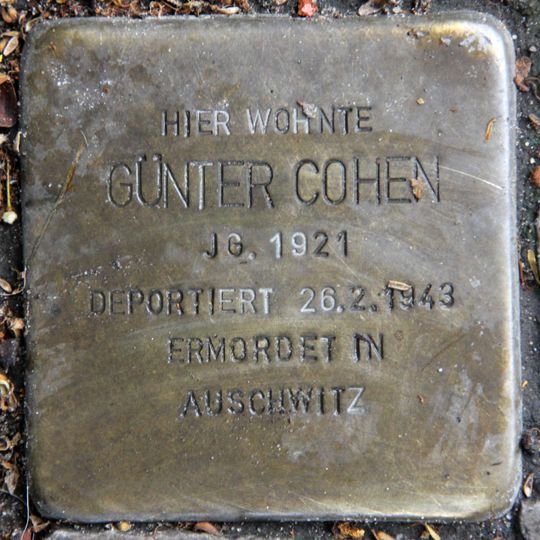 HIER WOHNTE
GÜNTER COHEN
JG. 1921
DEPORTIERT 26.2.1943
ERMORDET IN
AUSCHWITZ